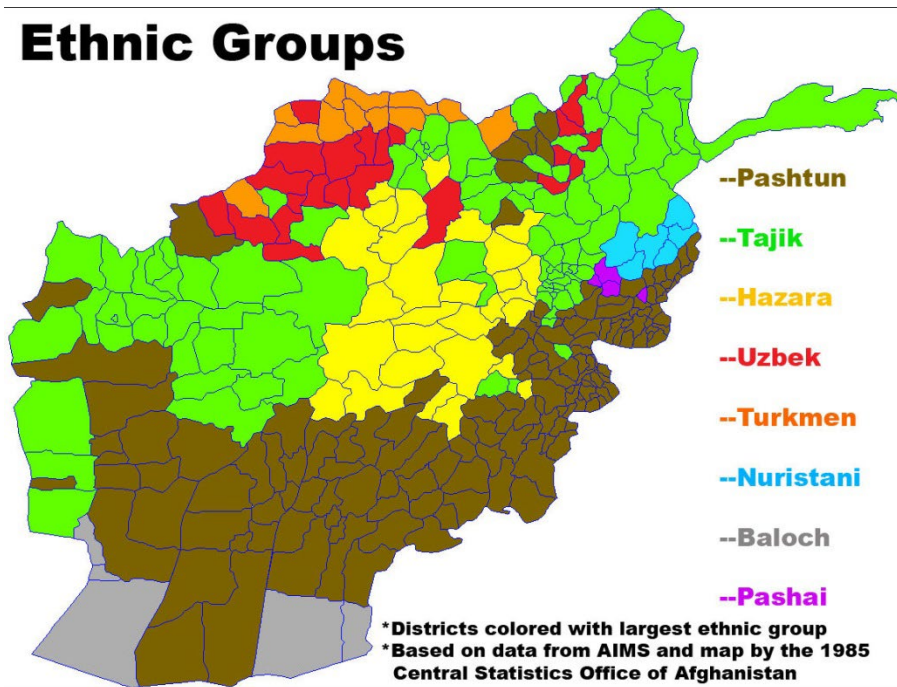 Ethnic Groups
--Pashtun
--Tajik
--Hazara
--Uzbek
--Turkmen
--Nuristani
--Baloch
--Pashai
*Districts colored with largest ethnic group
*Based on data from AIMS and map by the 1985
Central Statistics Office of Afghanistan